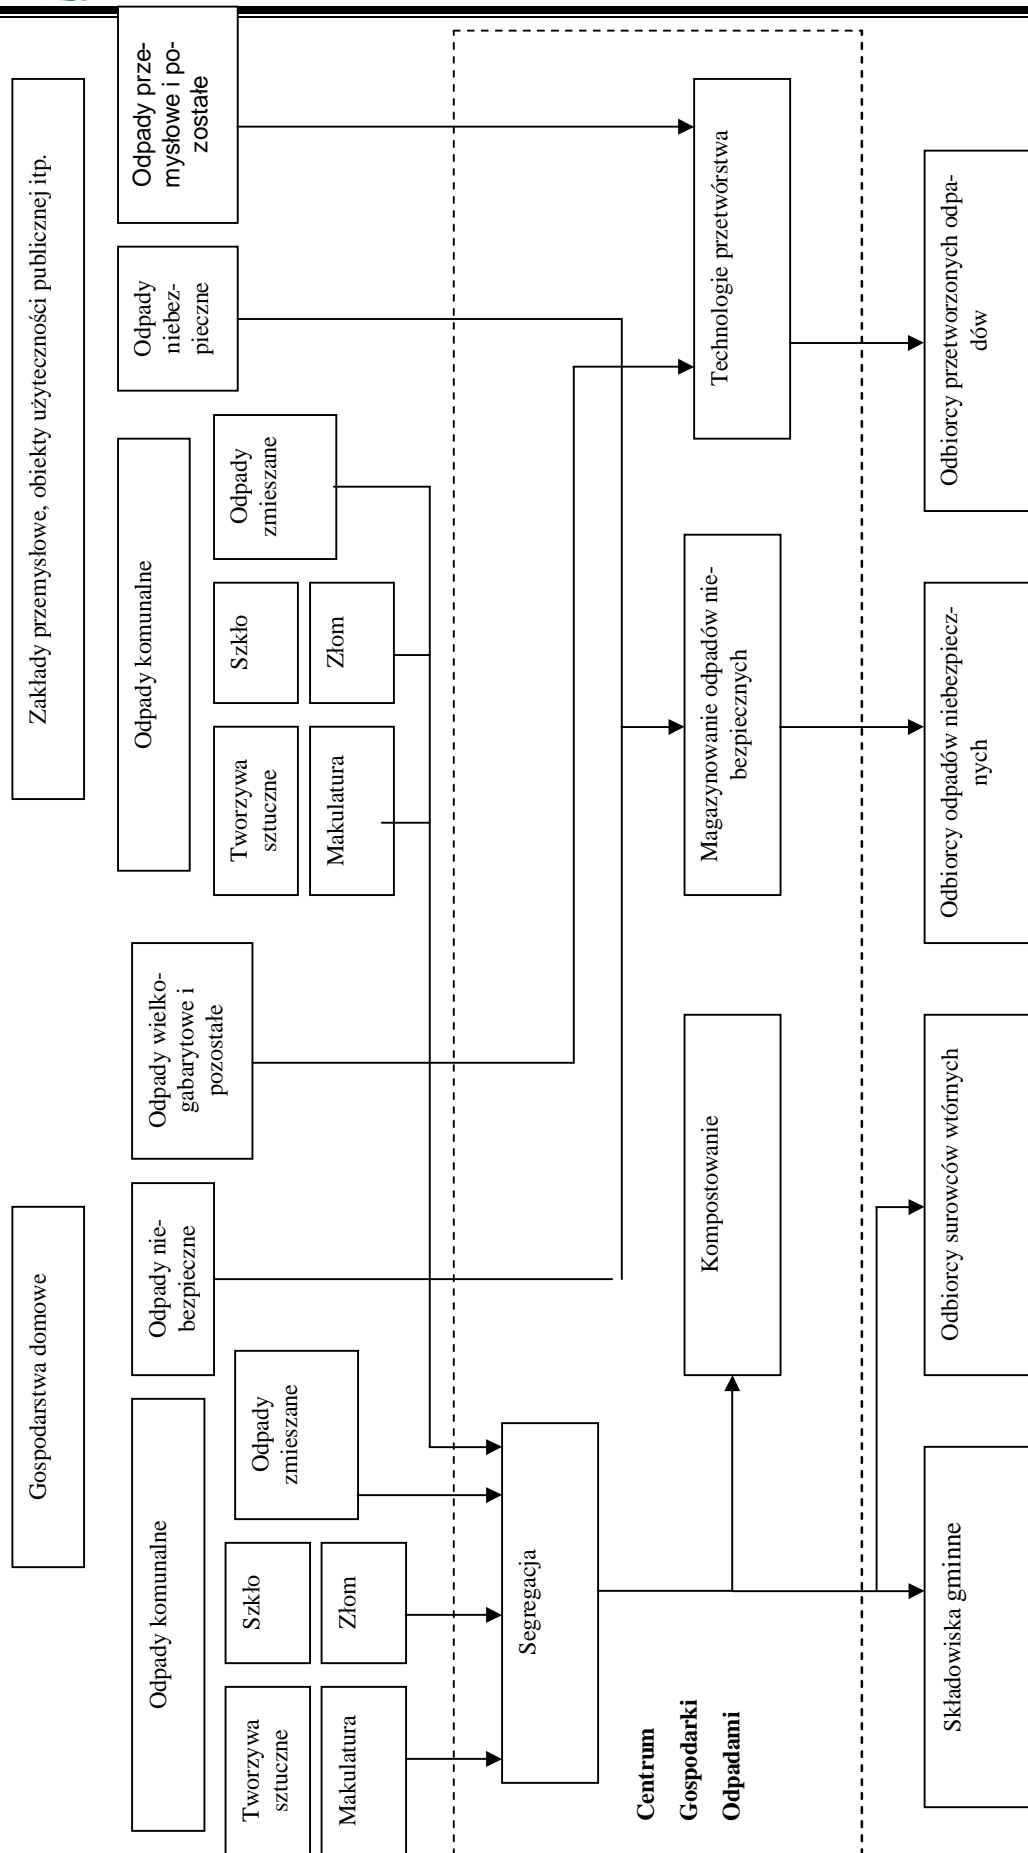 Gospodarstwa domowe
Zakłady przemysłowe, obiekty użyteczności publicznej itp.
Odpady komunalne
Odpady nie-
bezpieczne
Odpady wielko-
gabarytowe i
pozostałe
Odpady komunalne
Odpady
niebez-
pieczne
Odpady prze-
mysłowe i po-
zostałe
Tworzywa
sztuczne
Szkło
Odpady
zmieszane
Makulatura
Złom
Tworzywa
sztuczne
Szkło
Odpady
zmieszane
Makulatura
Złom
Segregacja
Centrum
Gospodarki
Odpadami
Kompostowanie
Magazynowanie odpadów nie-
bezpiecznych
Technologie przetwórstwa
Składowiska gminne
Odbiorcy surowców wtórnych
Odbiorcy odpadów niebezpiecz-
nych
Odbiorcy przetworzonych odpa-
dów